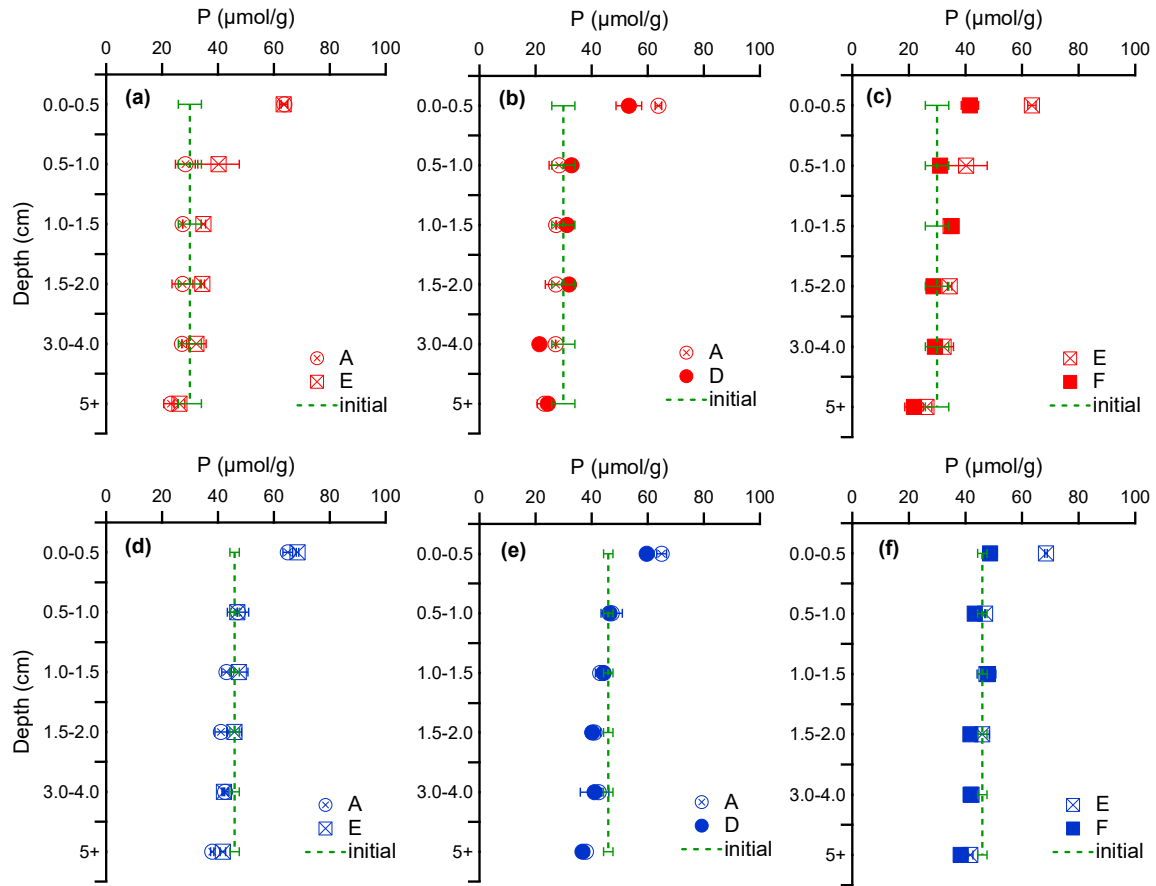 P (µmol/g)
P (µmol/g)
P (µmol/g)
0 20 40 60 80 100
0 20 40 60 80 100
0 20 40 60 80 100
(a)
(b)
(c)
Depth (cm)
0.0-0.5
0.5-1.0
1.0-1.5
1.5-2.0
3.0-4.0
5+
A
E
initial
0.0-0.5
0.5-1.0
1.0-1.5
1.5-2.0
3.0-4.0
5+
A
D
initial
0.0-0.5
0.5-1.0
1.0-1.5
1.5-2.0
3.0-4.0
5+
E
F
initial
P (µmol/g)
P (µmol/g)
P (µmol/g)
0 20 40 60 80 100
0 20 40 60 80 100
0 20 40 60 80 100
(d)
(e)
(f)
Depth (cm)
0.0-0.5
0.5-1.0
1.0-1.5
1.5-2.0
3.0-4.0
5+
A
E
initial
0.0-0.5
0.5-1.0
1.0-1.5
1.5-2.0
3.0-4.0
5+
A
D
initial
0.0-0.5
0.5-1.0
1.0-1.5
1.5-2.0
3.0-4.0
5+
E
F
initial